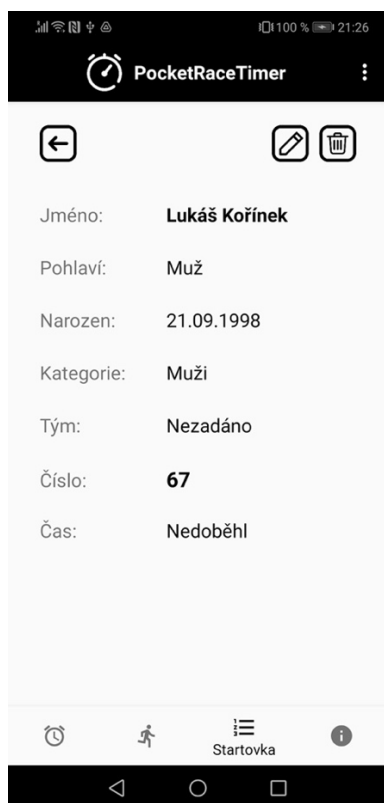 100 % 21:26
PocketRaceTimer
Jméno: Lukáš Kořínek
Pohlaví: Muž
Narozen: 21.09.1998
Kategorie: Muži
Tým: Nezadáno
Číslo: 67
Čas: Nedoběhl
Startovka